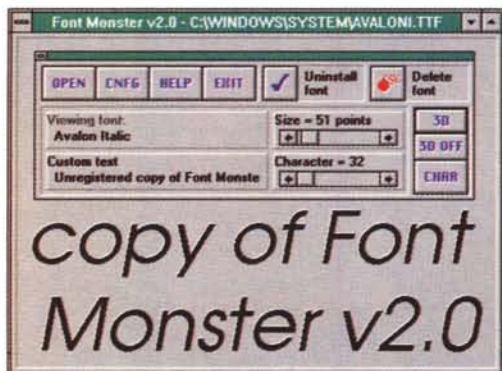 Font Monster v2.0 - C:\WINDOWS\SYSTEM\AVALONI.TTF
OPEN CNFG HELP EXIT Uninstall font Delete font
Viewing font: Size = 51 points 3D
Avalon Italic 3D OFF
Custom text Character = 32 CHAR
Unregistered copy of Font Monste
copy of Font
Monster v2.0